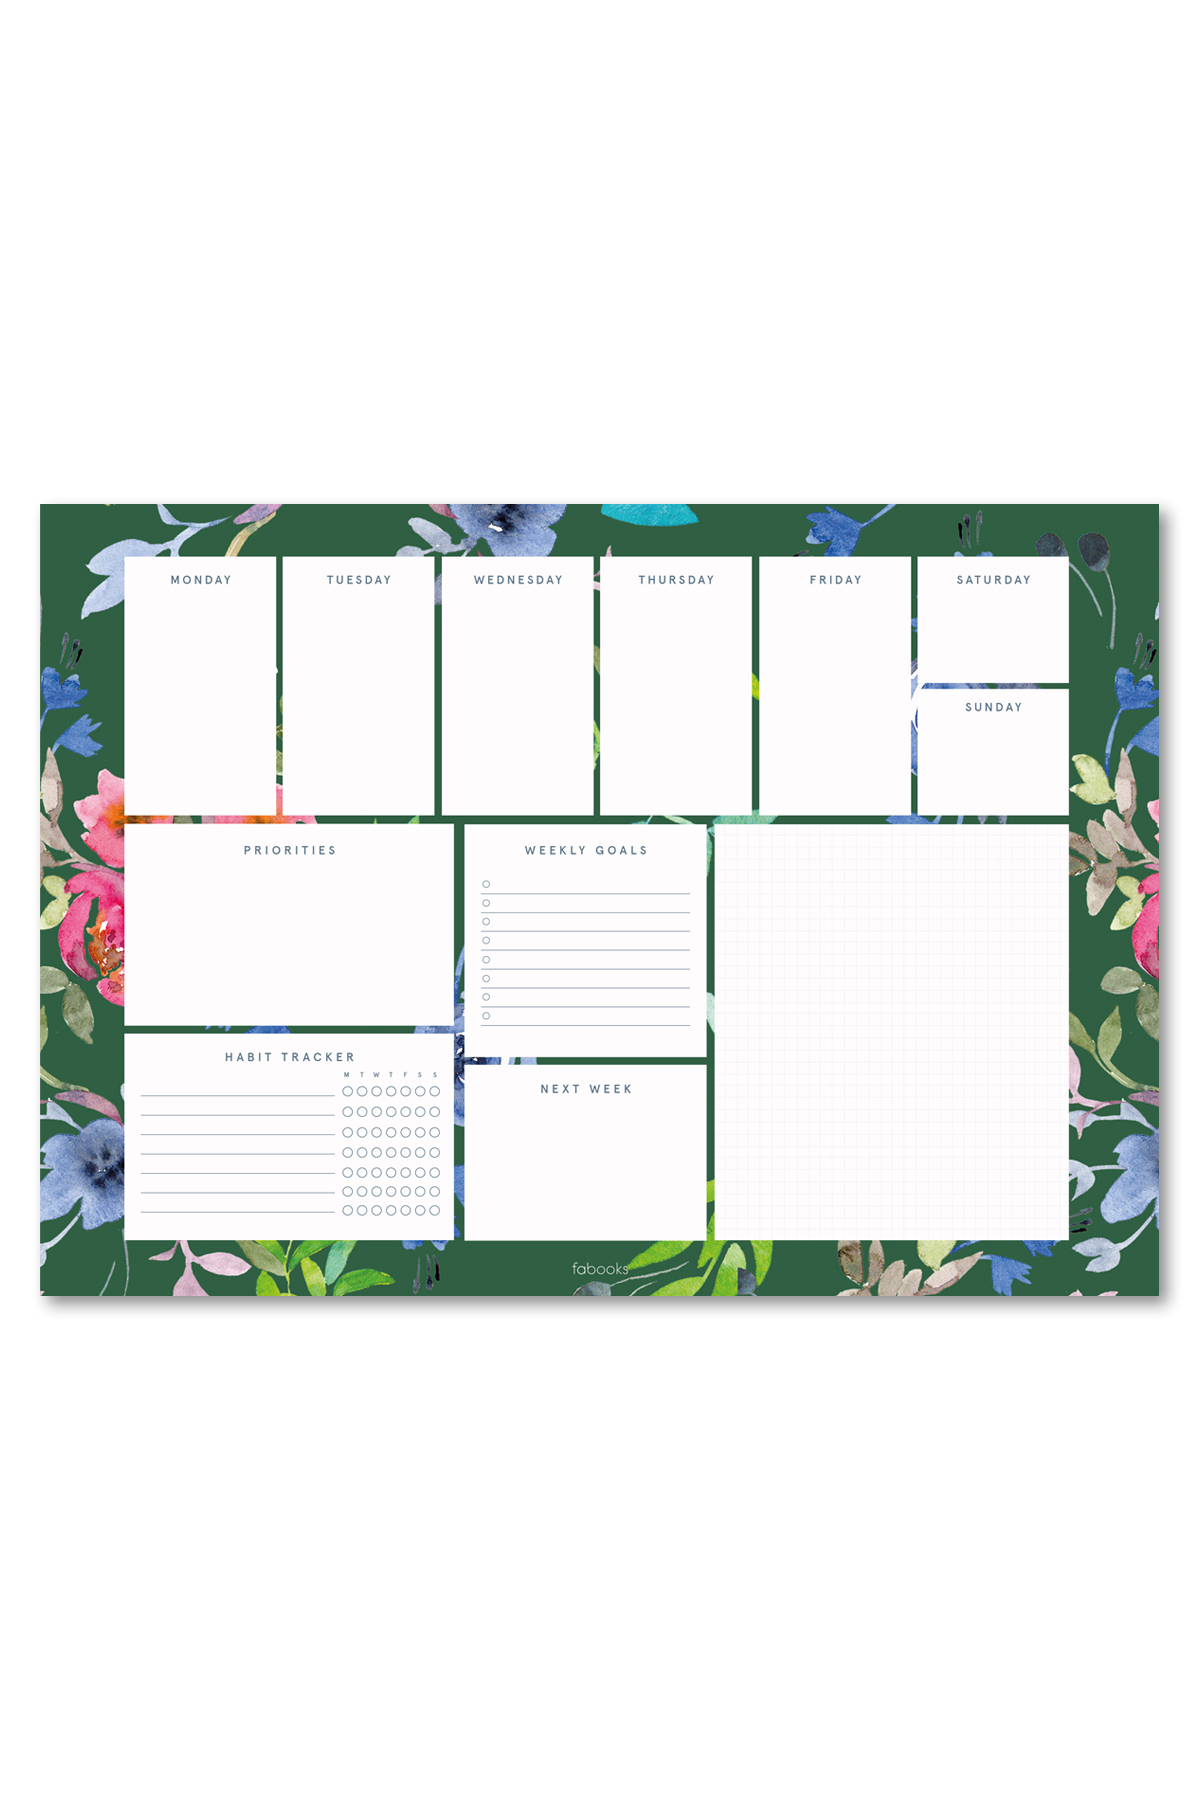 MONDAY
TUESDAY
WEDNESDAY
THURSDAY
FRIDAY
SATURDAY
SUNDAY
PRIORITIES
WEEKLY GOALS
HABIT TRACKER
M T W T F S S
NEXT WEEK
fabooks